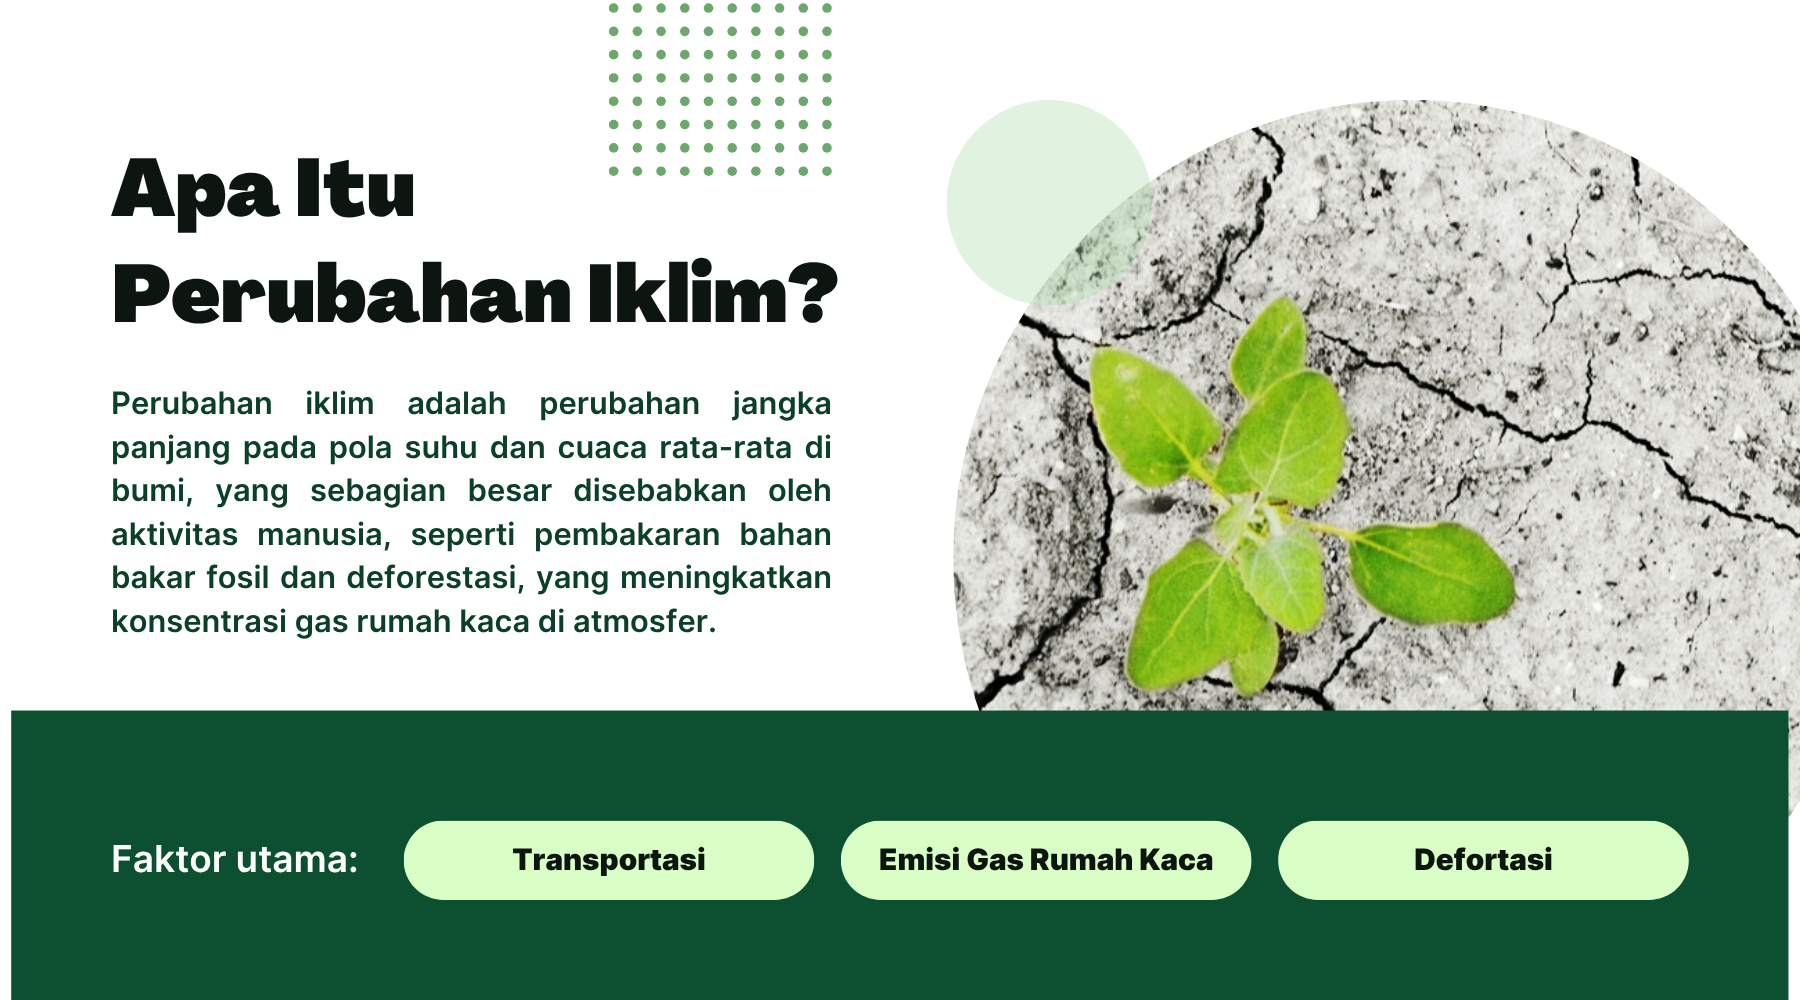 Apa Itu
Perubahan Iklim?
Perubahan iklim adalah perubahan jangka
panjang pada pola suhu dan cuaca rata-rata di
bumi, yang sebagian besar disebabkan oleh
aktivitas manusia, seperti pembakaran bahan
bakar fosil dan deforestasi, yang meningkatkan
konsentrasi gas rumah kaca di atmosfer.
Faktor utama:
Transportasi
Emisi Gas Rumah Kaca
Defortasi